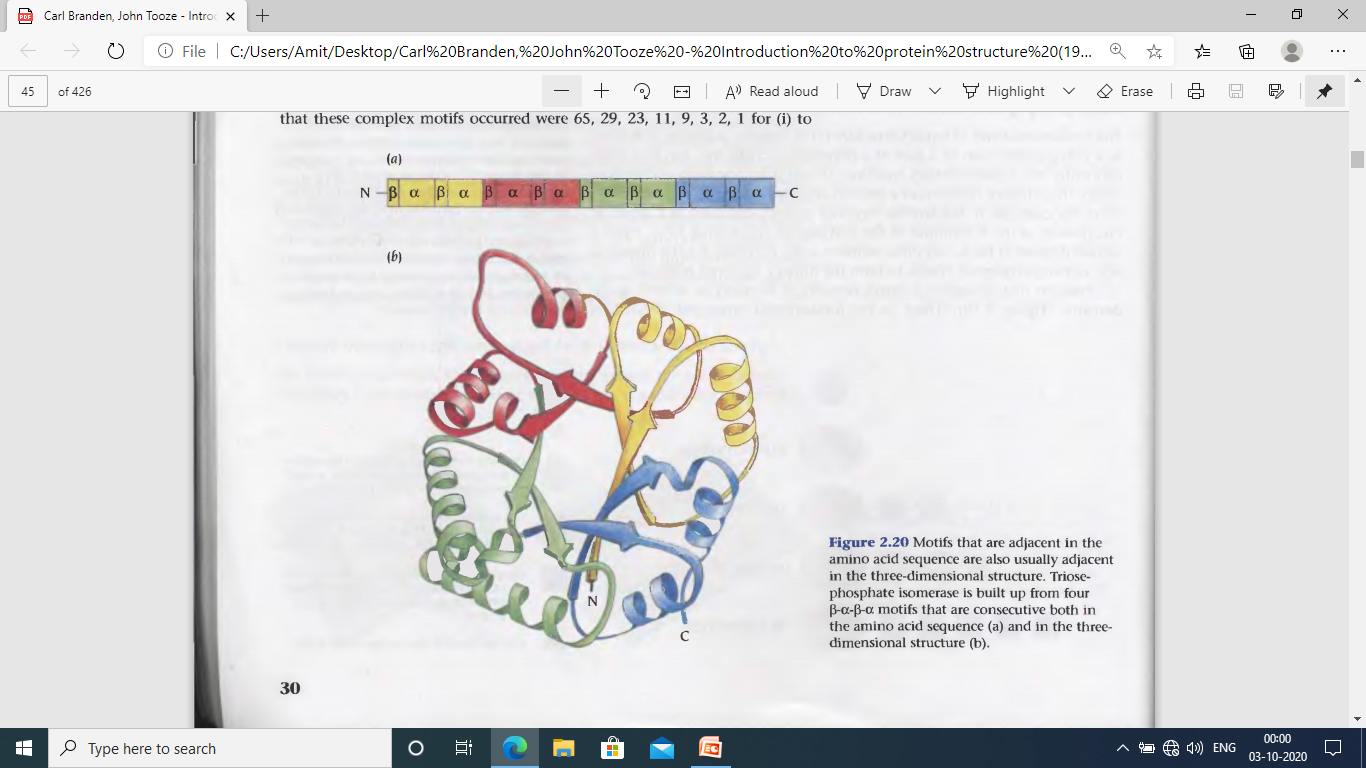 Carl Branden, John Tooze - Intro
File
C:/Users/Amit/Desktop/Carl%20Branden,%20John%20Tooze%20-%20Introduction%20to%20protein%20structure%20(19...
45 of 426
Read aloud
Draw
Highlight
Erase
that these complex motifs occurred were 65, 29, 23, 11, 9, 3, 2, 1 for (i) to
(a)
N β α β α β α β α β α β α β α β α C
(b)
N
C
Figure 2.20 Motifs that are adjacent in the
amino acid sequence are also usually adjacent
in the three-dimensional structure. Triose-
phosphate isomerase is built up from four
β-α-β-α motifs that are consecutive both in
the amino acid sequence (a) and in the three-
dimensional structure (b).
30
Type here to search
ENG
00:00
03-10-2020